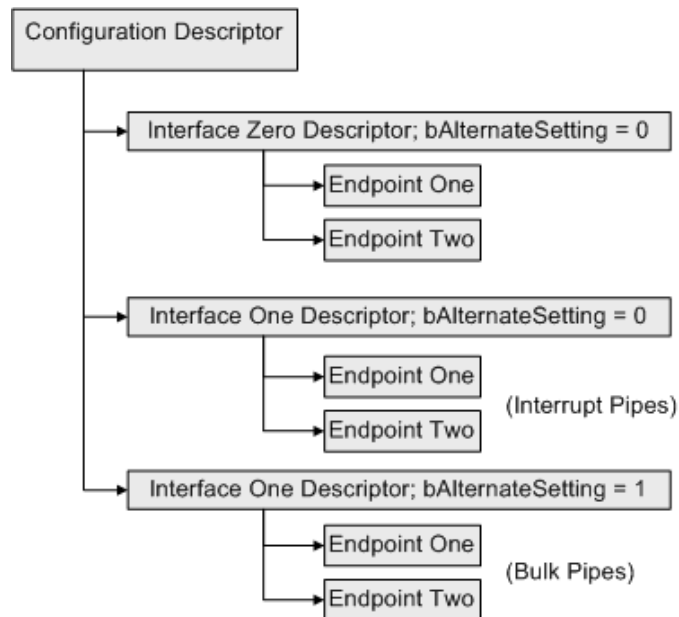 Configuration Descriptor
Interface Zero Descriptor; bAlternateSetting = 0
Endpoint One
Endpoint Two
Interface One Descriptor; bAlternateSetting = 0
Endpoint One
(Interrupt Pipes)
Endpoint Two
Interface One Descriptor; bAlternateSetting = 1
Endpoint One
(Bulk Pipes)
Endpoint Two